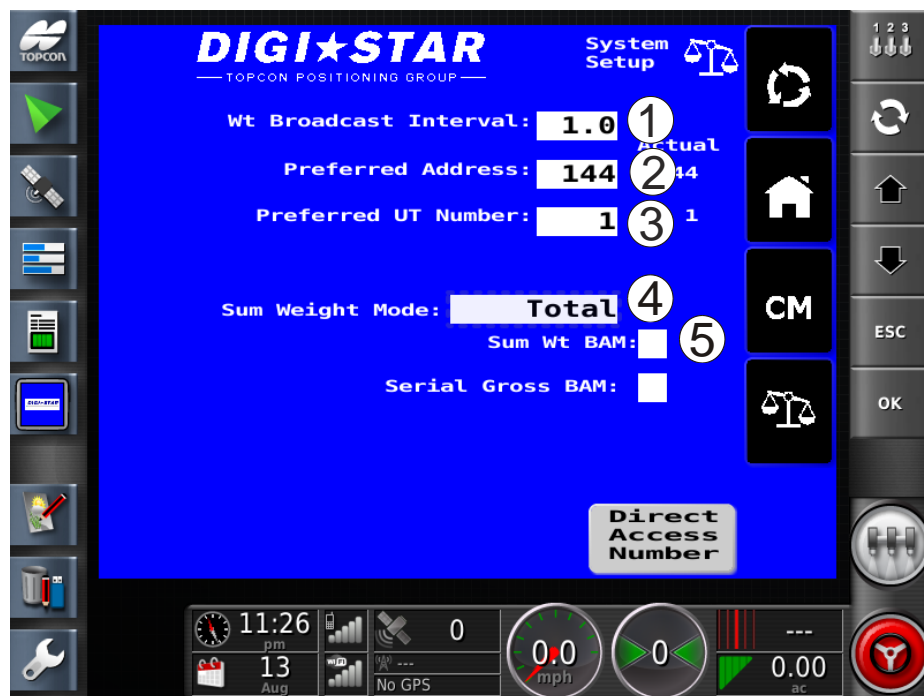 TOPCON
DIGI★STAR
TOPCON POSITIONING GROUP
System
Setup
1 2 3
Wt Broadcast Interval: 1.0 1
Actual
Preferred Address: 144 2 44
Preferred UT Number: 1 3 1
Sum Weight Mode: Total 4
CM
Sum Wt BAM: 5
ESC
Serial Gross BAM:
DIGI★STAR
OK
Direct
Access
Number
11:26
pm
0
0.0
mph
0
---
13
Aug
WiFi
(A) ---
No GPS
0.00
ac